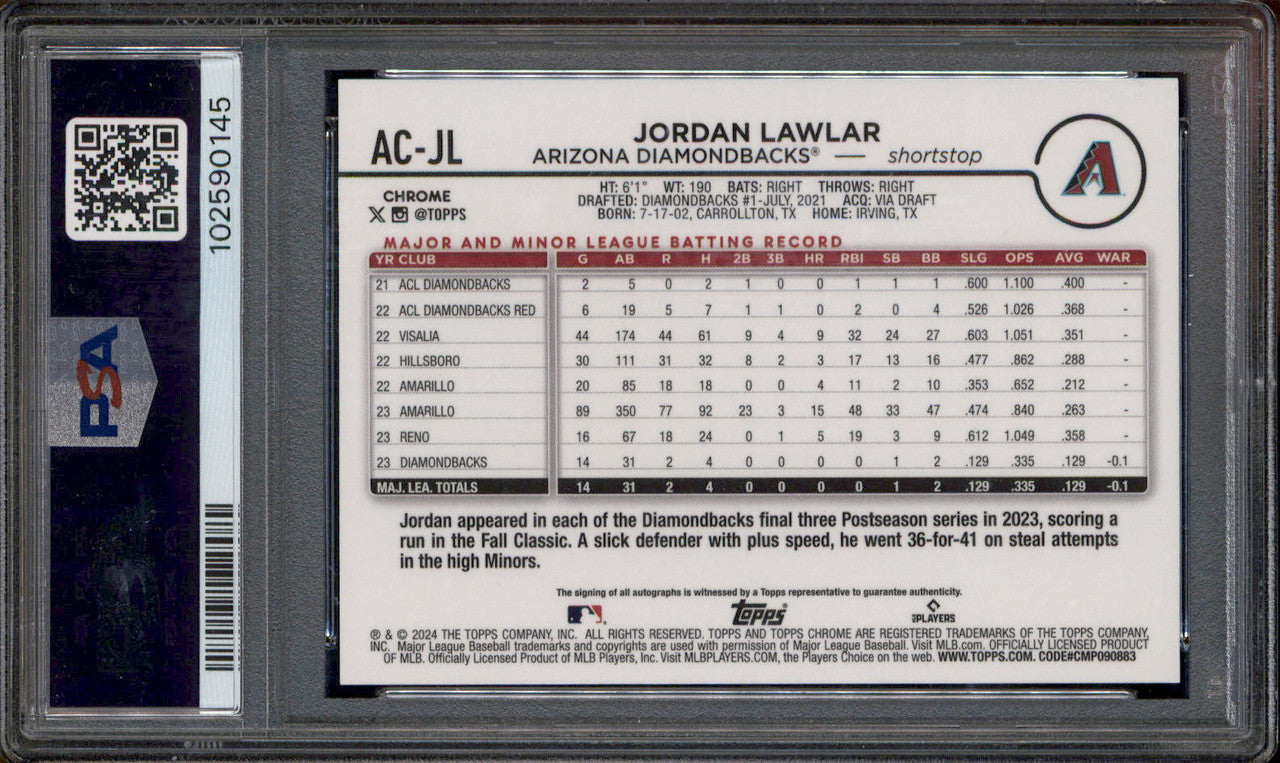 102590145
PSA
AC-JL
JORDAN LAWLAR
ARIZONA DIAMONDBACKS® — shortstop
CHROME
@TOPPS
HT: 6'1" WT: 190 BATS: RIGHT THROWS: RIGHT
DRAFTED: DIAMONDBACKS #1-JULY, 2021 ACQ: VIA DRAFT
BORN: 7-17-02, CARROLLTON, TX HOME: IRVING, TX
MAJOR AND MINOR LEAGUE BATTING RECORD
YR CLUB G AB R H 2B 3B HR RBI SB BB SLG OPS AVG WAR
21 ACL DIAMONDBACKS 2 5 0 2 1 0 0 1 1 1 .600 1.100 .400 -
22 ACL DIAMONDBACKS RED 6 19 5 7 1 1 0 2 0 4 .526 1.026 .368 -
22 VISALIA 44 174 44 61 9 4 9 32 24 27 .603 1.051 .351 -
22 HILLSBORO 30 111 31 32 8 2 3 17 13 16 .477 .862 .288 -
22 AMARILLO 20 85 18 18 0 0 4 11 2 10 .353 .652 .212 -
23 AMARILLO 89 350 77 92 23 3 15 48 33 47 .474 .840 .263 -
23 RENO 16 67 18 24 0 1 5 19 3 9 .612 1.049 .358 -
23 DIAMONDBACKS 14 31 2 4 0 0 0 0 1 2 .129 .335 .129 -0.1
MAJ. LEA. TOTALS 14 31 2 4 0 0 0 0 1 2 .129 .335 .129 -0.1
Jordan appeared in each of the Diamondbacks final three Postseason series in 2023, scoring a
run in the Fall Classic. A slick defender with plus speed, he went 36-for-41 on steal attempts
in the high Minors.
The signing of all autographs is witnessed by a Topps representative to guarantee authenticity.
Topps
PLAYERS
® & © 2024 THE TOPPS COMPANY, INC. ALL RIGHTS RESERVED. TOPPS AND TOPPS CHROME ARE REGISTERED TRADEMARKS OF THE TOPPS COMPANY,
INC. Major League Baseball trademarks and copyrights are used with permission of Major League Baseball. Visit MLB.com. OFFICIALLY LICENSED PRODUCT
OF MLB. Officially Licensed Product of MLB Players, Inc. Visit MLBPLAYERS.COM, the Players Choice on the web. WWW.TOPPS.COM. CODE#CMP090883